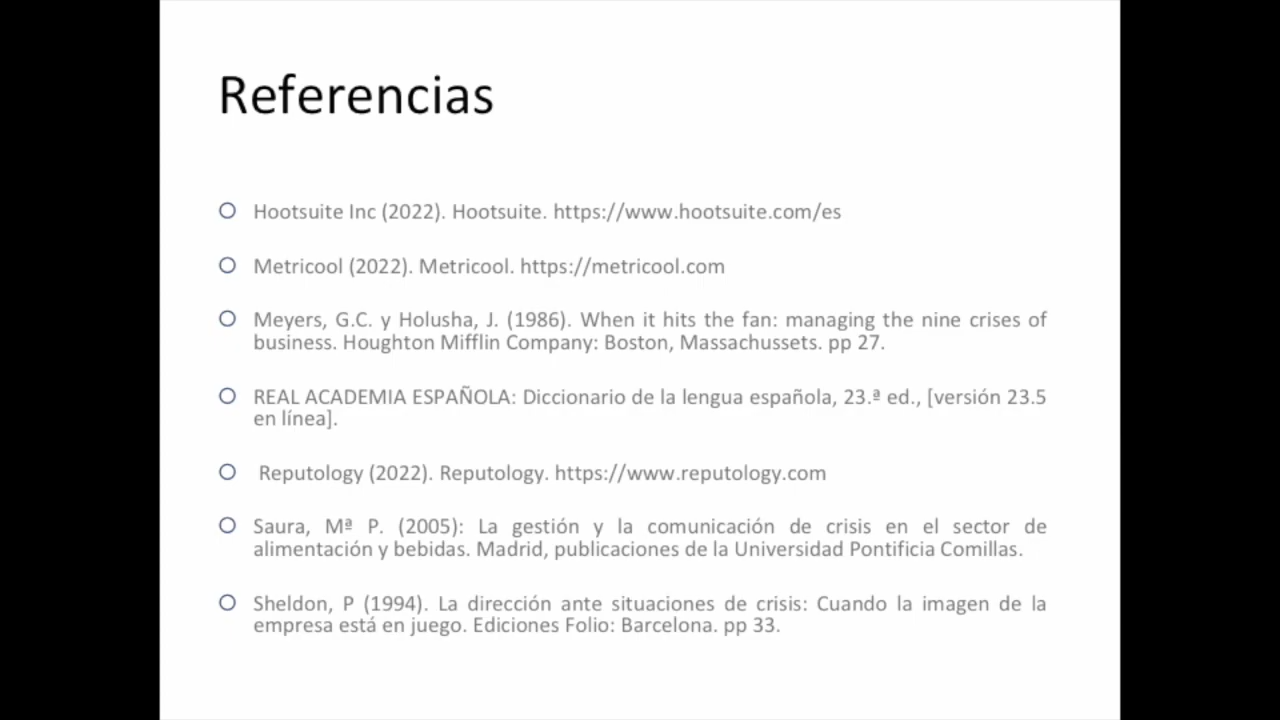 Referencias
Hootsuite Inc (2022). Hootsuite. https://www.hootsuite.com/es
Metricool (2022). Metricool. https://metricool.com
Meyers, G.C. y Holusha, J. (1986). When it hits the fan: managing the nine crises of
business. Houghton Mifflin Company: Boston, Massachussets. pp 27.
REAL ACADEMIA ESPAÑOLA: Diccionario de la lengua española, 23.ª ed., [versión 23.5
en línea].
Reputology (2022). Reputology. https://www.reputology.com
Saura, Mª P. (2005): La gestión y la comunicación de crisis en el sector de
alimentación y bebidas. Madrid, publicaciones de la Universidad Pontificia Comillas.
Sheldon, P (1994). La dirección ante situaciones de crisis: Cuando la imagen de la
empresa está en juego. Ediciones Folio: Barcelona. pp 33.